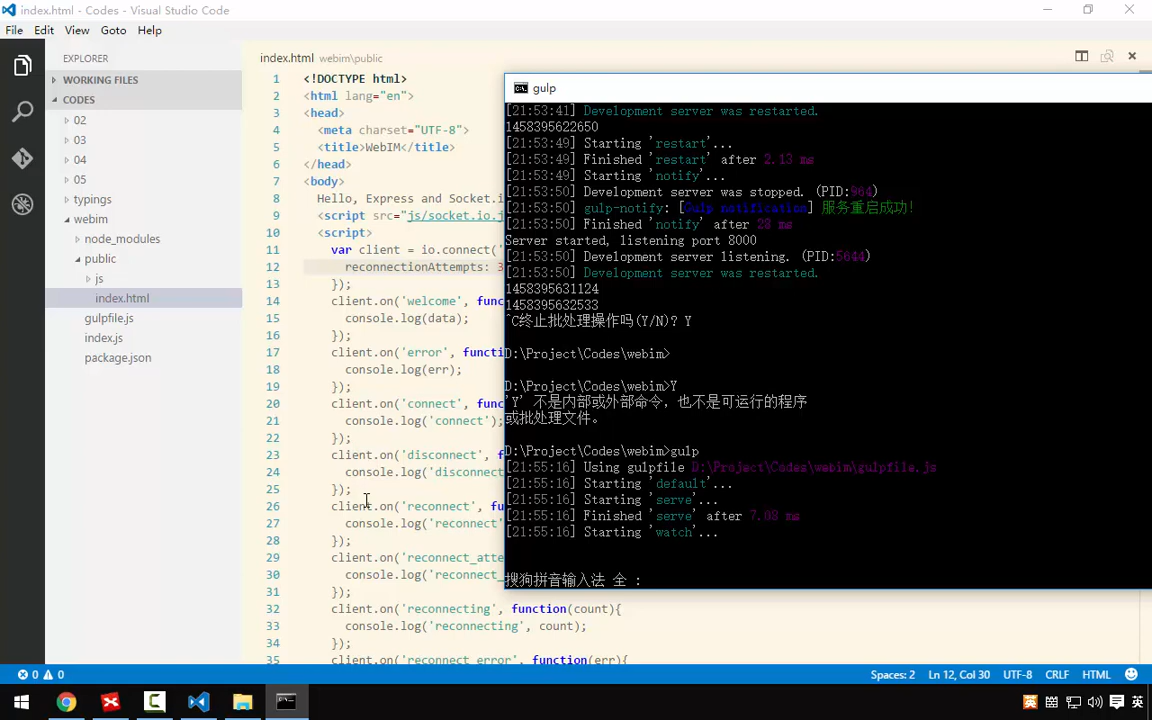 index.html - Codes - Visual Studio Code
File Edit View Goto Help
EXPLORER
WORKING FILES
CODES
02
03
04
05
typings
webim
node_modules
public
js
index.html
gulpfile.js
index.js
package.json
index.html webim\public
1 <!DOCTYPE html>
2 <html lang="en">
3 <head>
4 <meta charset="UTF-8">
5 <title>WebIM</title>
6 </head>
7 <body>
8 Hello, Express and Socket.i
9 <script src="js/socket.io.j
10 <script>
11 var client = io.connect('
12 reconnectionAttempts: 3
13 });
14 client.on('welcome', func
15 console.log(data);
16 });
17 client.on('error', functi
18 console.log(err);
19 });
20 client.on('connect', func
21 console.log('connect');
22 });
23 client.on('disconnect', f
24 console.log('disconnect
25 });
26 client.on('reconnect', fu
27 console.log('reconnect'
28 });
29 client.on('reconnect_atte
30 console.log('reconnect_
31 });
32 client.on('reconnecting', function(count){
33 console.log('reconnecting', count);
34 });
35 client.on('reconnect_error', function(err){
gulp
[21:53:41] Development server was restarted.
1458395622650
[21:53:49] Starting 'restart'...
[21:53:49] Finished 'restart' after 2.13 ms
[21:53:49] Starting 'notify'...
[21:53:50] Development server was stopped. (PID:964)
[21:53:50] gulp-notify: [Gulp notification] 服务重启成功!
[21:53:50] Finished 'notify' after 28 ms
Server started, listening port 8000
[21:53:50] Development server listening. (PID:5644)
[21:53:50] Development server was restarted.
1458395631124
1458395632533
^C终止批处理操作吗(Y/N)? Y
D:\Project\Codes\webim>
D:\Project\Codes\webim>Y
'Y' 不是内部或外部命令，也不是可运行的程序
或批处理文件。
D:\Project\Codes\webim>gulp
[21:55:16] Using gulpfile D:\Project\Codes\webim\gulpfile.js
[21:55:16] Starting 'default'...
[21:55:16] Starting 'serve'...
[21:55:16] Finished 'serve' after 7.08 ms
[21:55:16] Starting 'watch'...
搜狗拼音输入法 全 :
0 0 Spaces: 2 Ln 12, Col 30 UTF-8 CRLF HTML
英 英